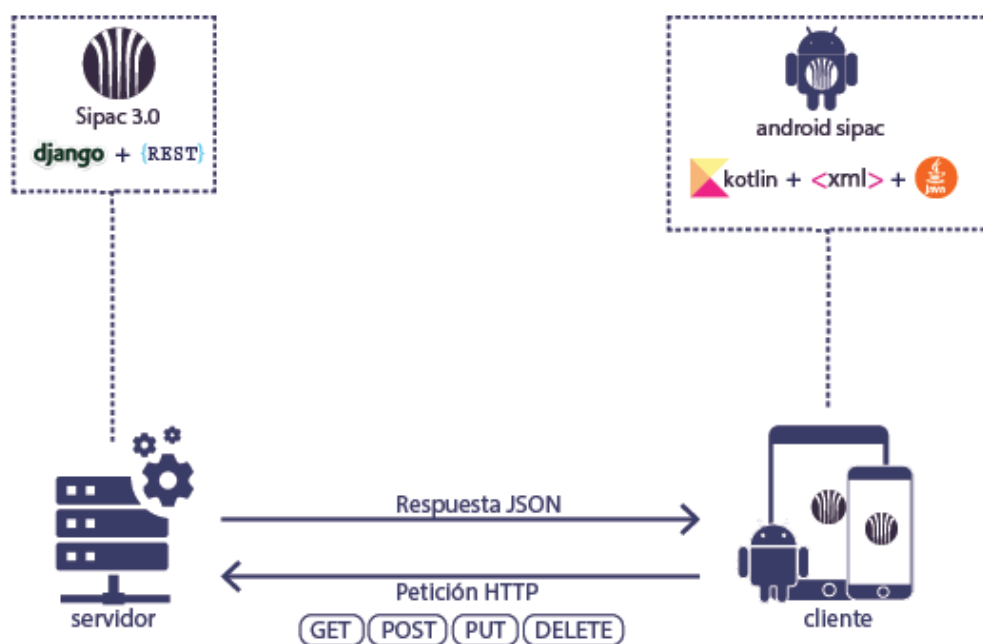 Sipac 3.0
django + {REST}
android sipac
kotlin + <xml> + Java
Respuesta JSON
Petición HTTP
GET POST PUT DELETE
servidor
cliente